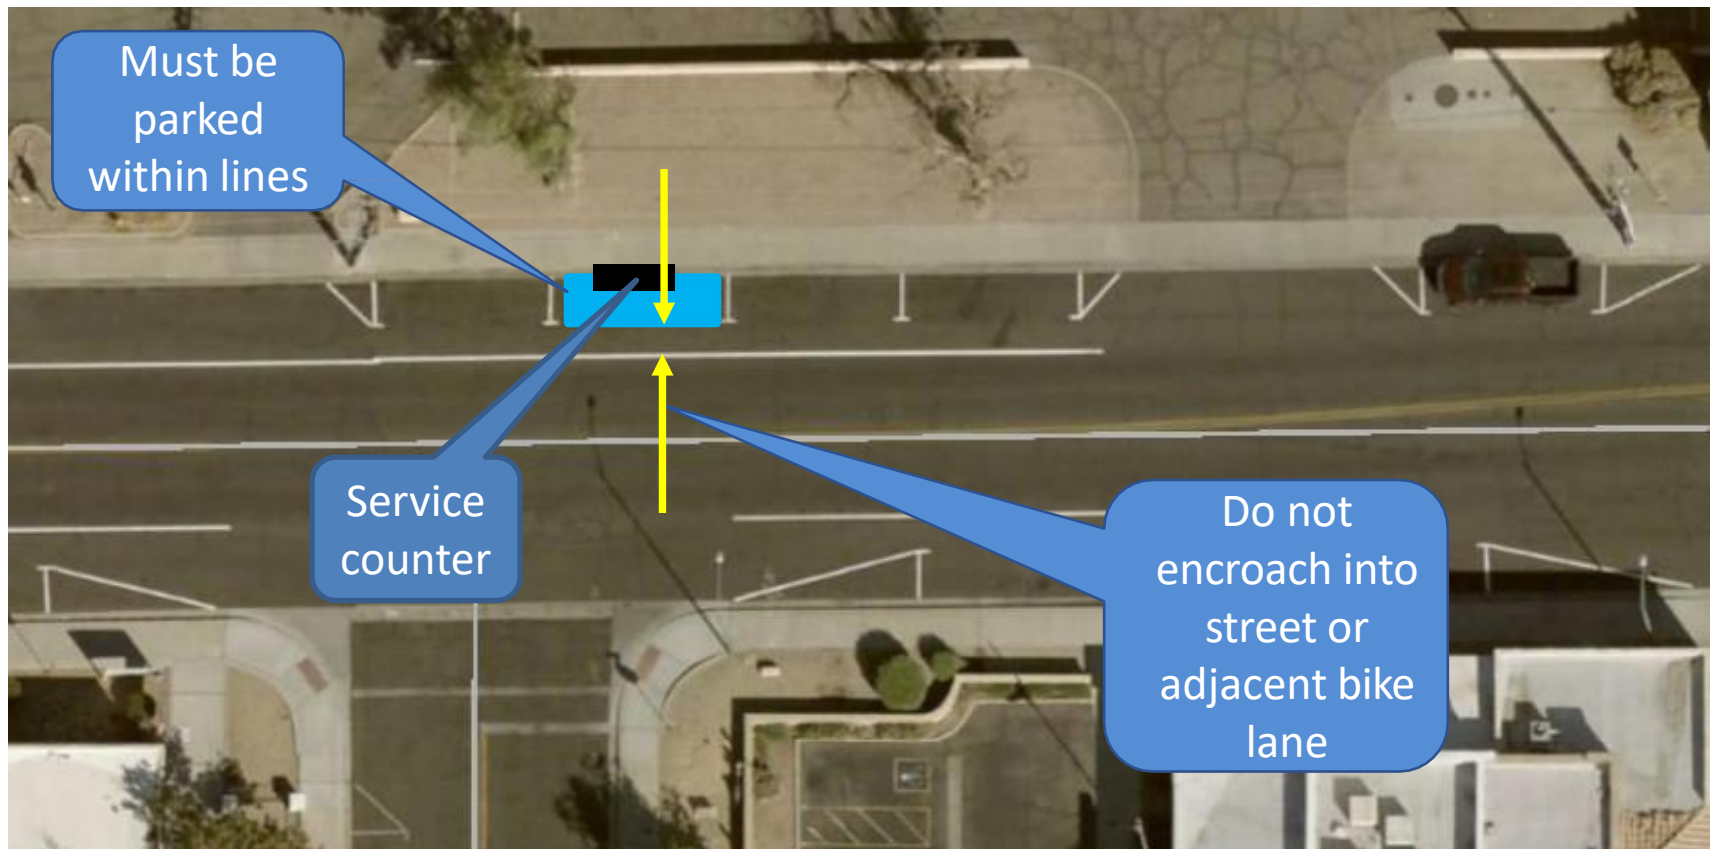 Must be
parked
within lines
Service
counter
Do not
encroach into
street or
adjacent bike
lane